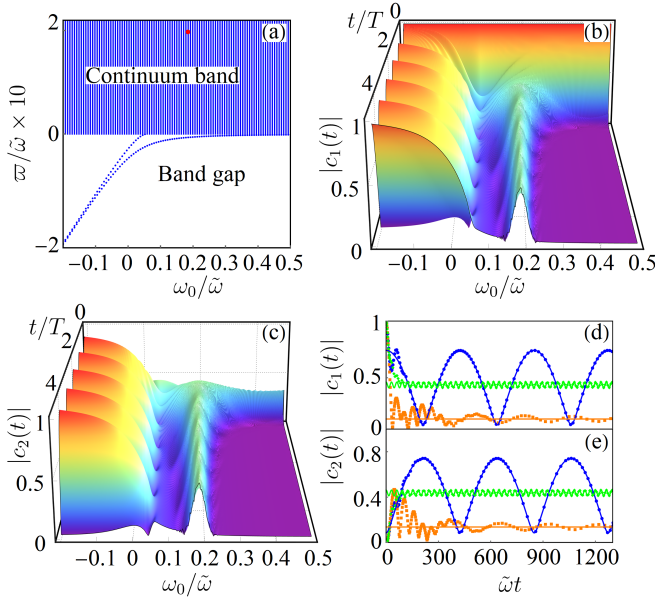 (a)
2
0
−2
ϖ/ω̃ × 10
Continuum band
Band gap
−0.1 0 0.1 0.2 0.3 0.4 0.5
ω₀/ω̃
(b)
t/T
0
2
4
1
0.5
0
|c₁(t)|
−0.1 0 0.1 0.2 0.3 0.4 0.5
ω₀/ω̃
(c)
t/T
0
2
4
1
0.5
0
|c₂(t)|
−0.1 0 0.1 0.2 0.3 0.4 0.5
ω₀/ω̃
(d)
1
0.5
0
|c₁(t)|
(e)
0.8
0.4
0
|c₂(t)|
0 300 600 900 1200
ω̃t